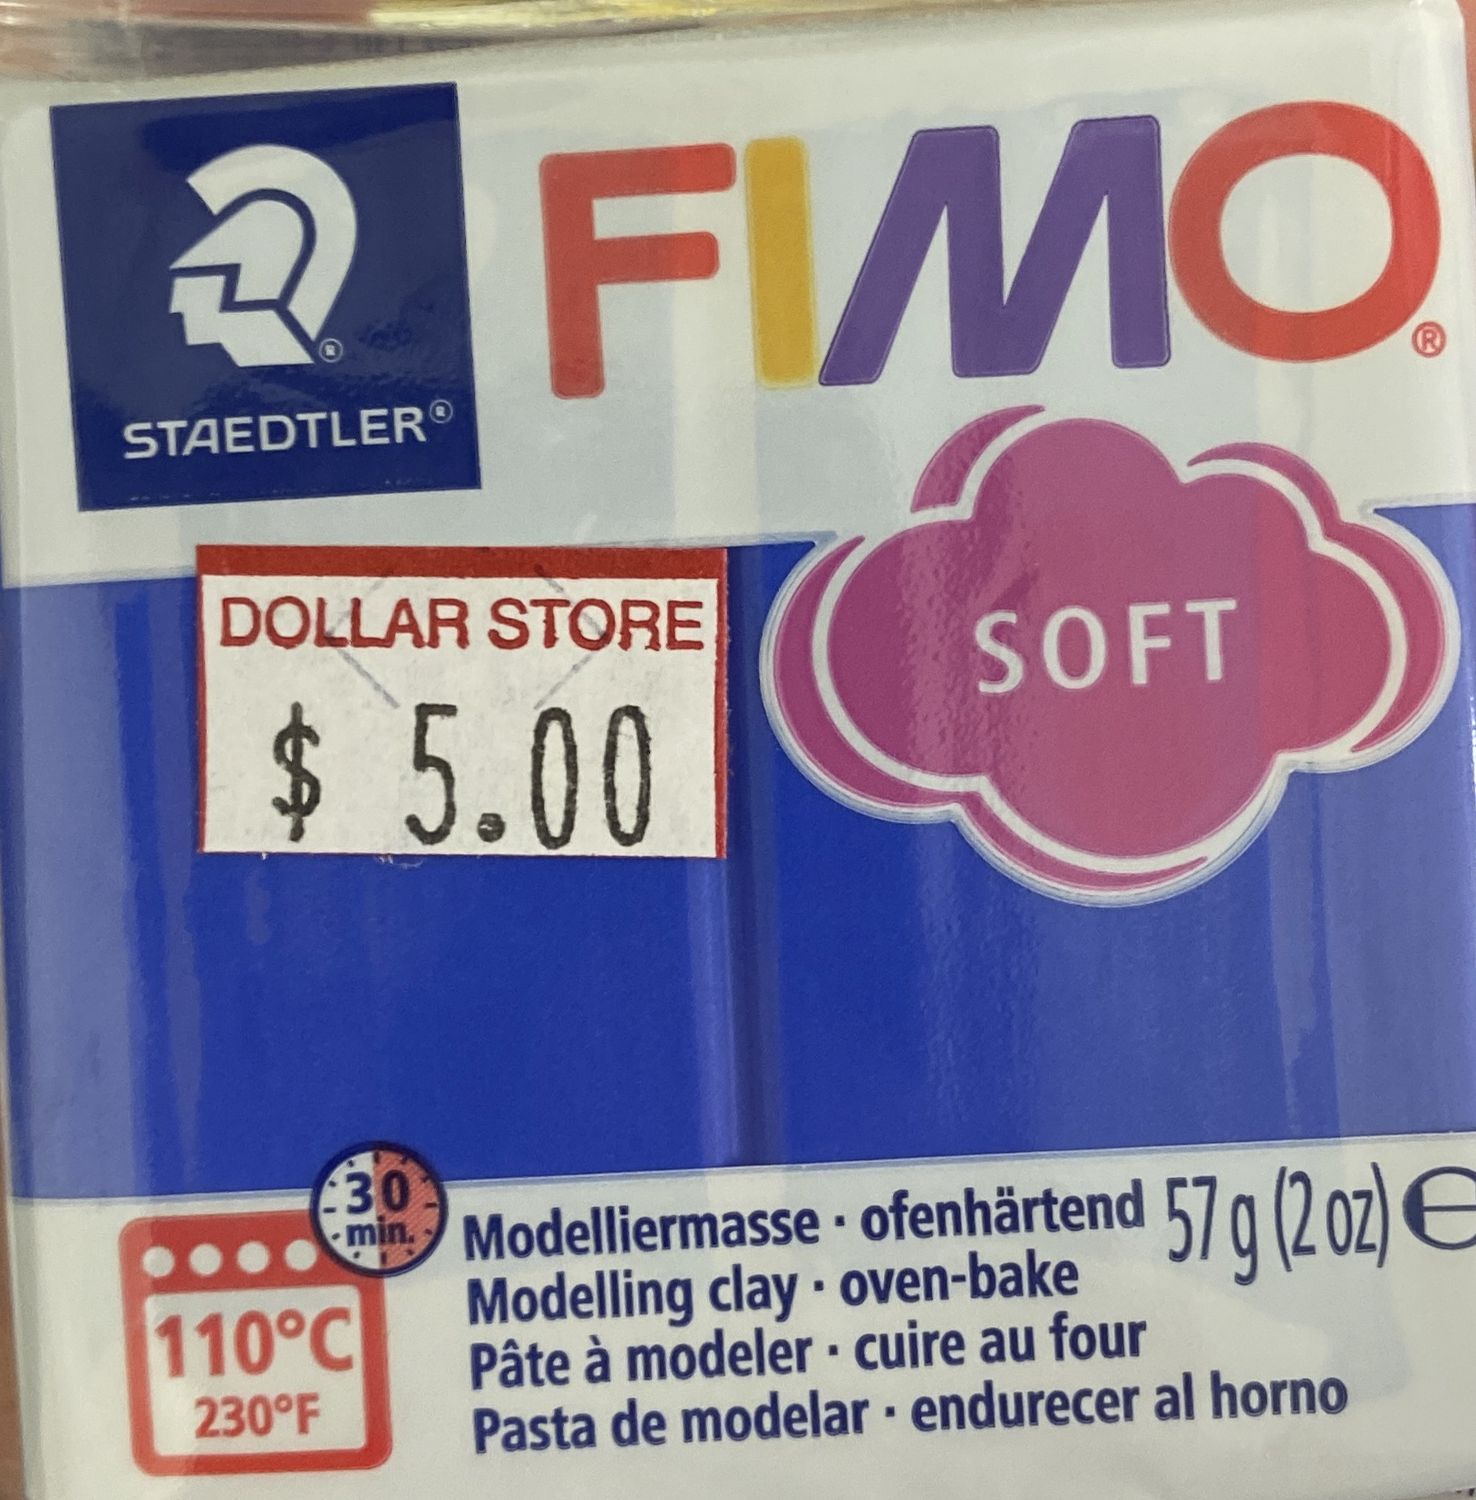 FIMO®
STAEDTLER®
SOFT
DOLLAR STORE
$ 5.00
30
min.
110°C
230°F
Modelliermasse · ofenhärtend 57 g (2 oz) ℮
Modelling clay · oven-bake
Pâte à modeler · cuire au four
Pasta de modelar · endurecer al horno